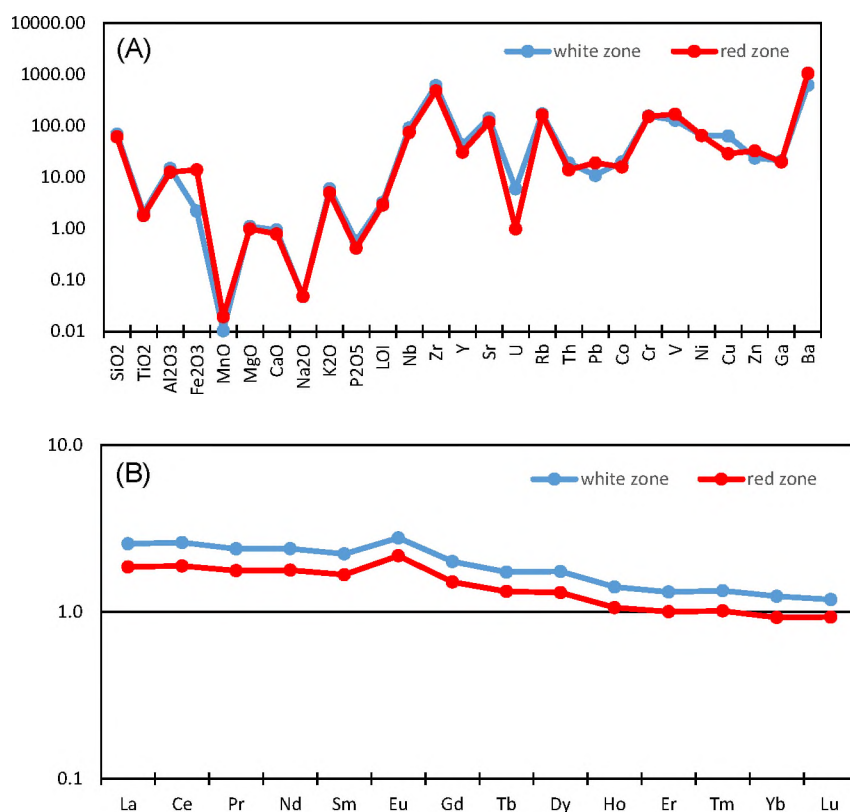 (A)
white zone red zone
10000.00
1000.00
100.00
10.00
1.00
0.10
0.01
SiO2 TiO2 Al2O3 Fe2O3 MnO MgO CaO Na2O K2O P2O5 LOI Nb Zr Y Sr U Rb Th Pb Co Cr V Ni Cu Zn Ga Ba
(B)
white zone red zone
10.0
1.0
0.1
La Ce Pr Nd Sm Eu Gd Tb Dy Ho Er Tm Yb Lu